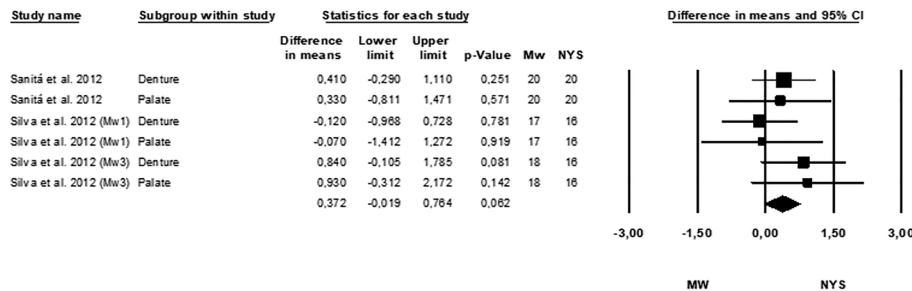 Study name Subgroup within study Statistics for each study Difference in means and 95% CI
Difference in means Lower limit Upper limit p-Value Mw NYS
Sanitá et al. 2012 Denture 0,410 -0,290 1,110 0,251 20 20
Sanitá et al. 2012 Palate 0,330 -0,811 1,471 0,571 20 20
Silva et al. 2012 (Mw1) Denture -0,120 -0,968 0,728 0,781 17 16
Silva et al. 2012 (Mw1) Palate -0,070 -1,412 1,272 0,919 17 16
Silva et al. 2012 (Mw3) Denture 0,840 -0,105 1,785 0,081 18 16
Silva et al. 2012 (Mw3) Palate 0,930 -0,312 2,172 0,142 18 16
0,372 -0,019 0,764 0,062
-3,00 -1,50 0,00 1,50 3,00
MW NYS